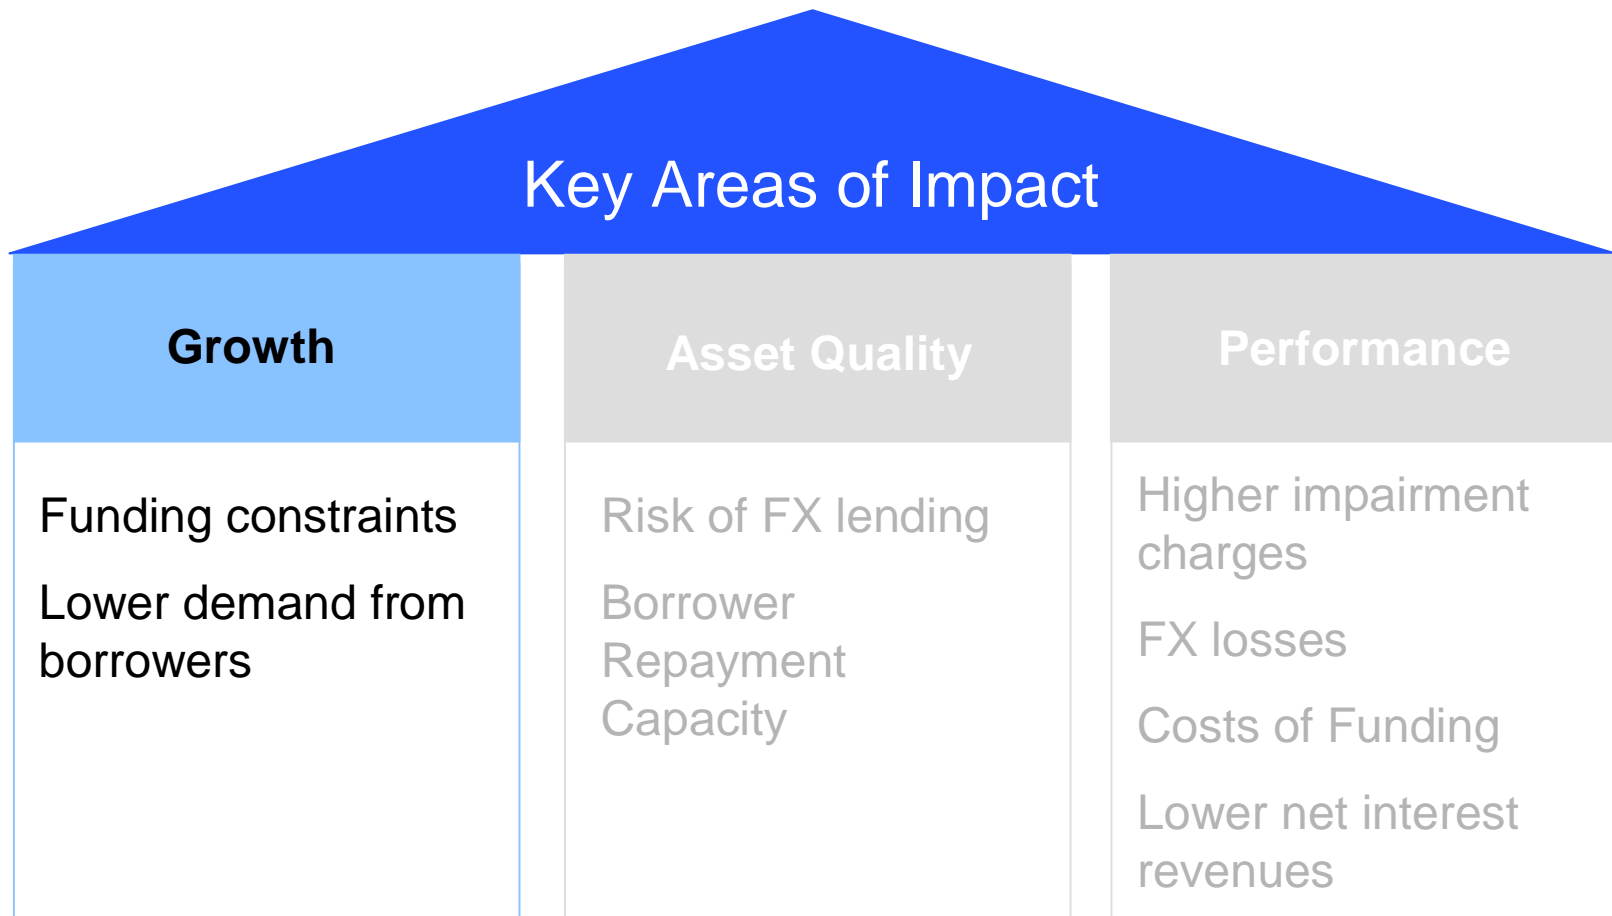 Key Areas of Impact
Growth
Funding constraints
Lower demand from
borrowers
Asset Quality
Risk of FX lending
Borrower
Repayment
Capacity
Performance
Higher impairment
charges
FX losses
Costs of Funding
Lower net interest
revenues